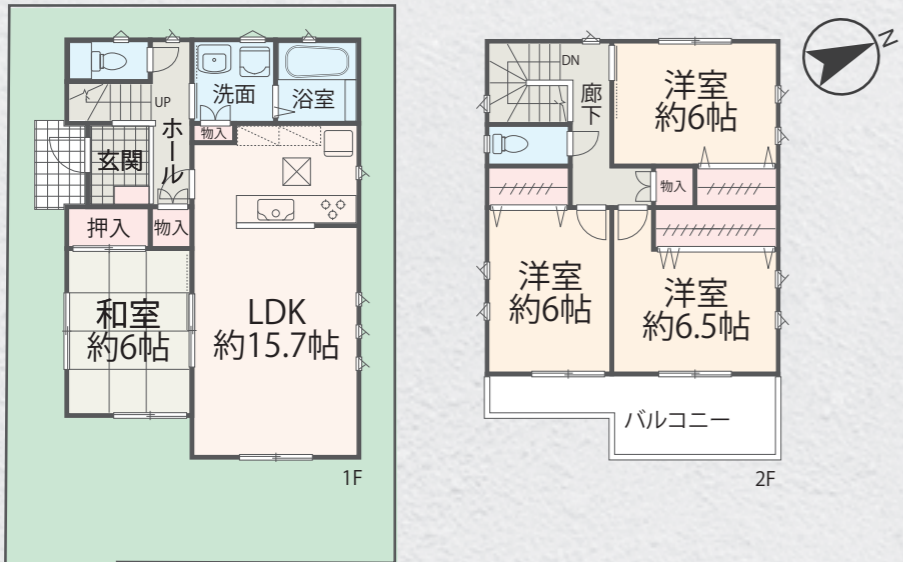 UP
ホール
洗面
浴室
物入
玄関
押入
物入
和室
約6帖
LDK
約15.7帖
1F
DN
廊下
洋室
約6帖
物入
洋室
約6帖
洋室
約6.5帖
バルコニー
2F
N